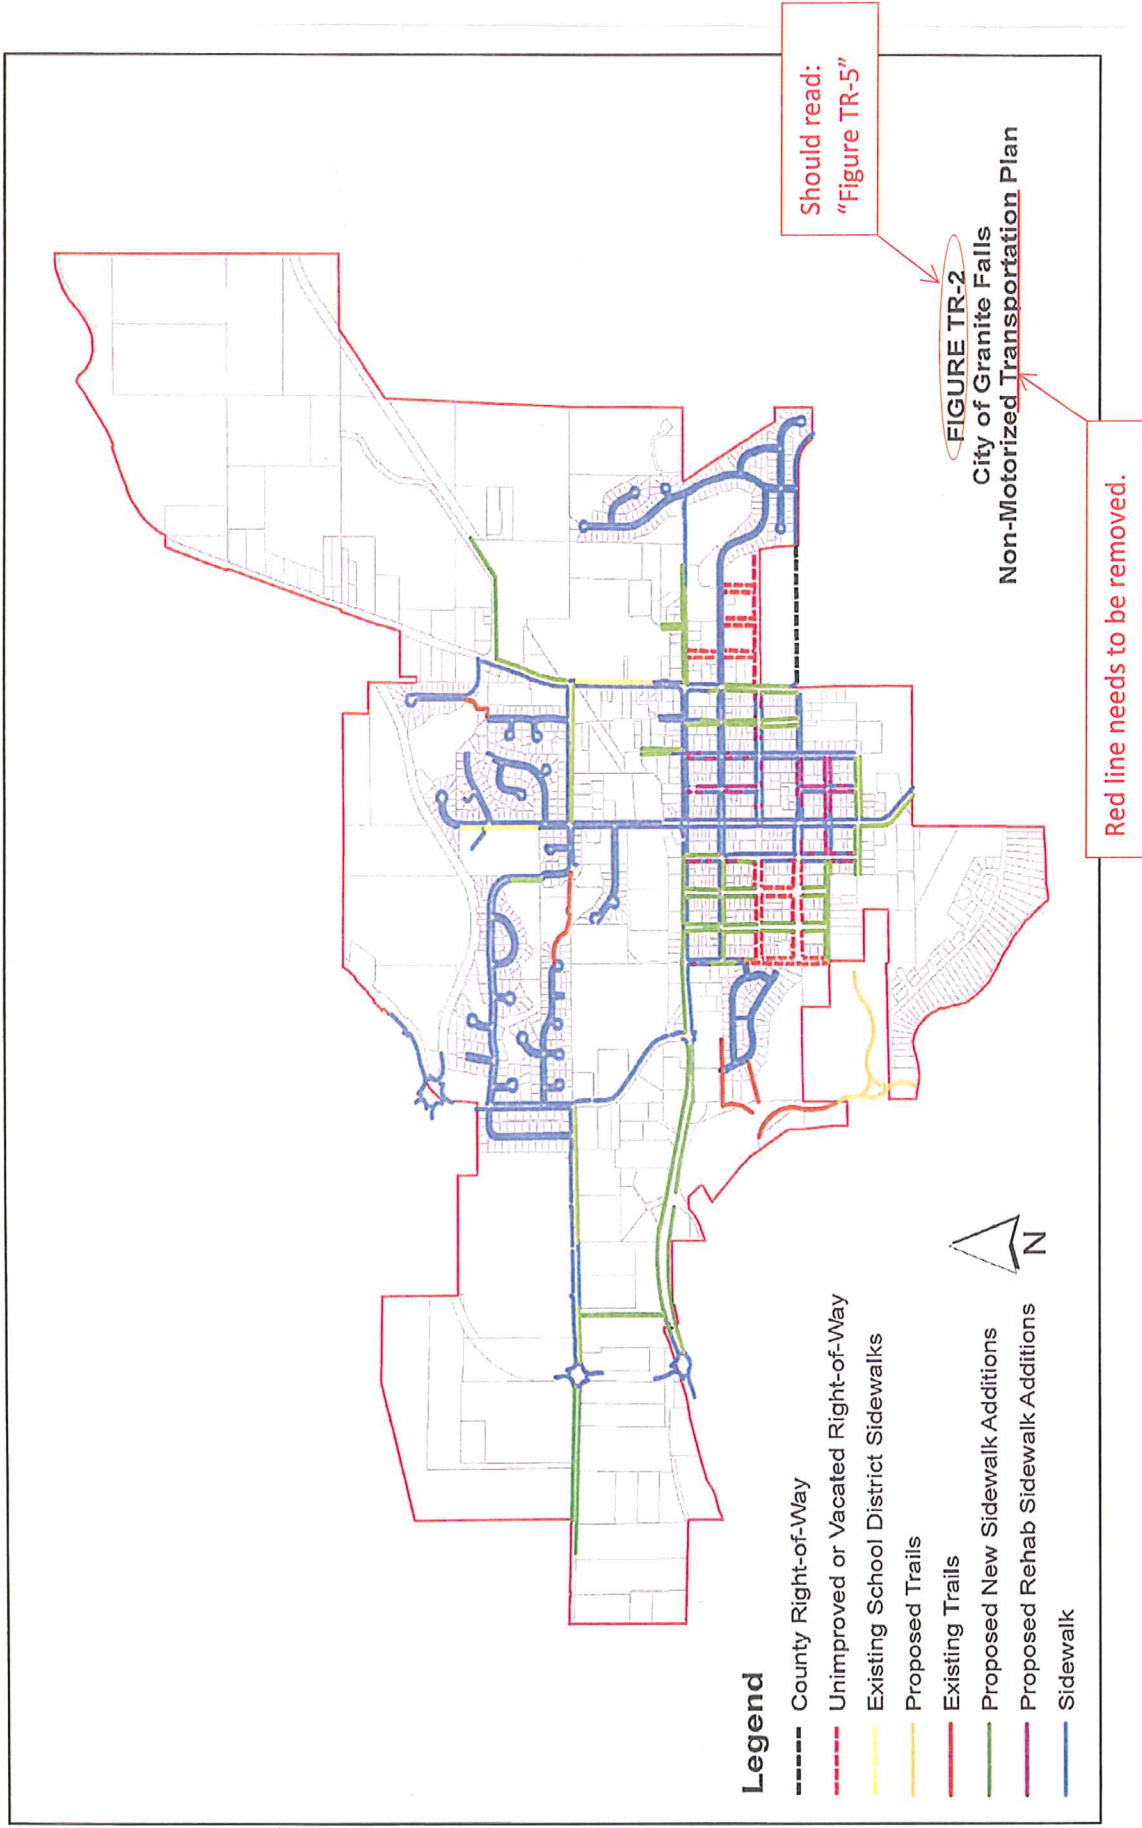 Should read:
“Figure TR-5”
FIGURE TR-2
City of Granite Falls
Non-Motorized Transportation Plan
Red line needs to be removed.
Legend
County Right-of-Way
Unimproved or Vacated Right-of-Way
Existing School District Sidewalks
Proposed Trails
Existing Trails
Proposed New Sidewalk Additions
Proposed Rehab Sidewalk Additions
Sidewalk
N